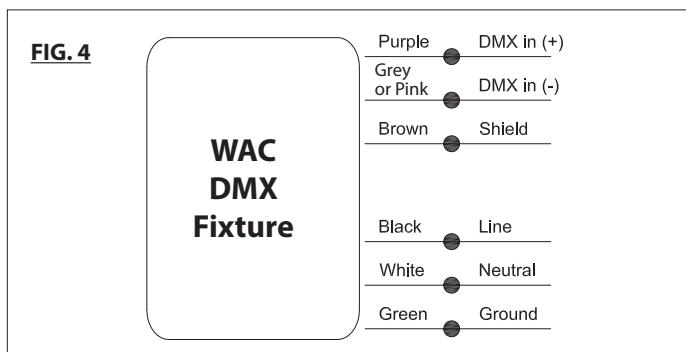 FIG. 4
WAC
DMX
Fixture
Purple DMX in (+)
Grey
or Pink DMX in (-)
Brown Shield
Black Line
White Neutral
Green Ground